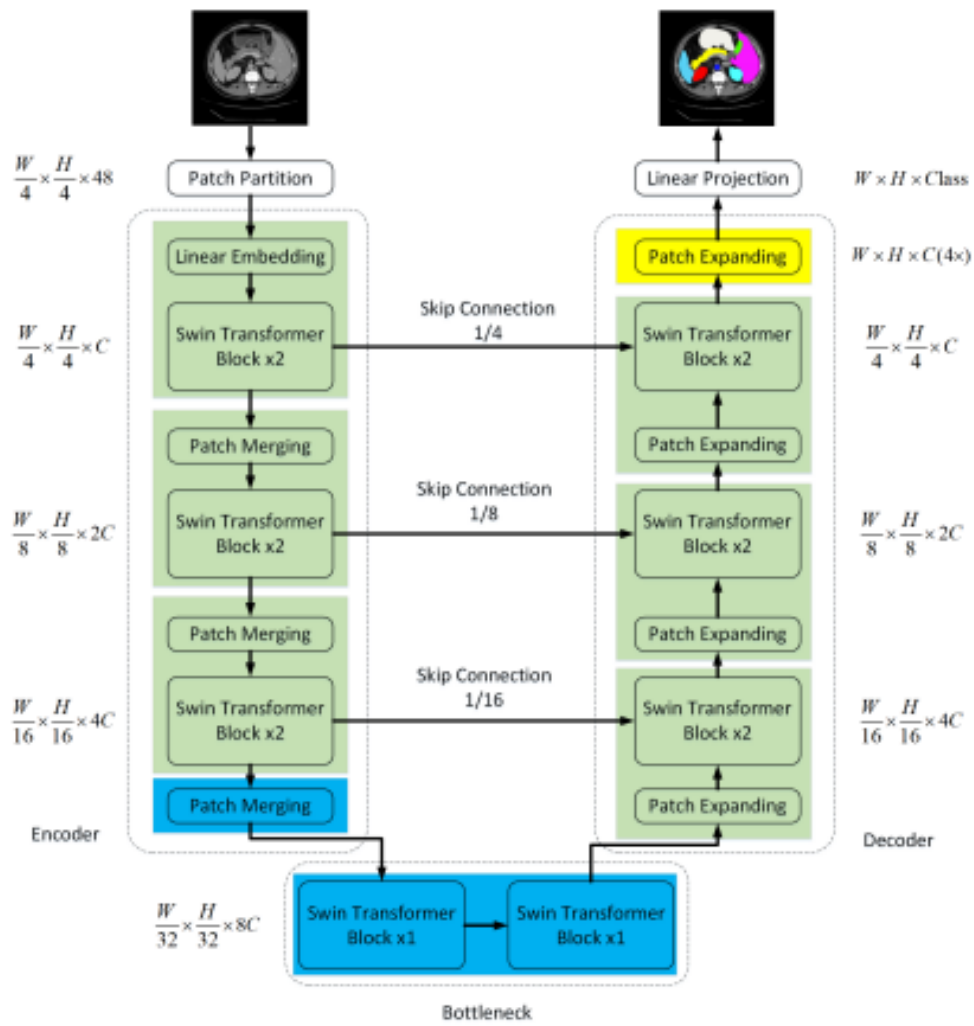 W/4 × H/4 × 48
Patch Partition
Linear Projection
W × H × Class
Linear Embedding
Patch Expanding
W × H × C(4×)
W/4 × H/4 × C
Swin Transformer
Block x2
Skip Connection
1/4
Swin Transformer
Block x2
W/4 × H/4 × C
Patch Merging
Patch Expanding
W/8 × H/8 × 2C
Swin Transformer
Block x2
Skip Connection
1/8
Swin Transformer
Block x2
W/8 × H/8 × 2C
Patch Merging
Patch Expanding
W/16 × H/16 × 4C
Swin Transformer
Block x2
Skip Connection
1/16
Swin Transformer
Block x2
W/16 × H/16 × 4C
Patch Merging
Patch Expanding
Encoder
Decoder
W/32 × H/32 × 8C
Swin Transformer
Block x1
Swin Transformer
Block x1
Bottleneck